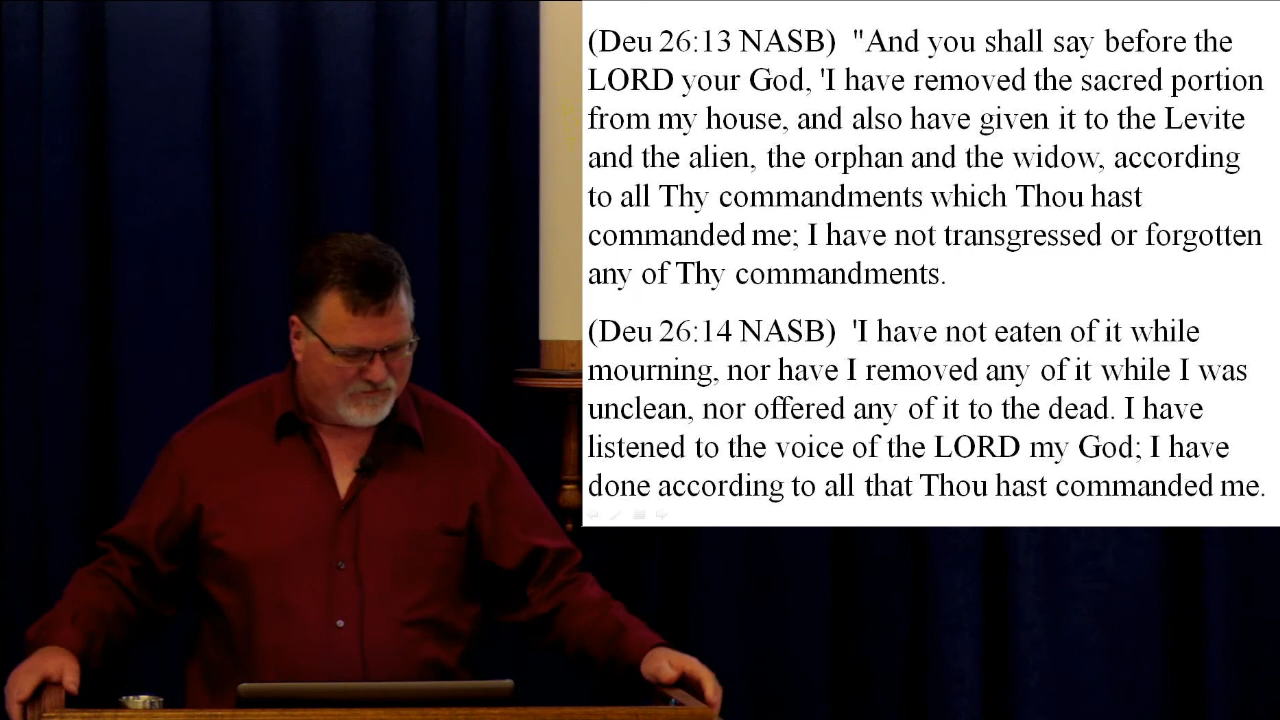 (Deu 26:13 NASB) "And you shall say before the
LORD your God, 'I have removed the sacred portion
from my house, and also have given it to the Levite
and the alien, the orphan and the widow, according
to all Thy commandments which Thou hast
commanded me; I have not transgressed or forgotten
any of Thy commandments.
(Deu 26:14 NASB) 'I have not eaten of it while
mourning, nor have I removed any of it while I was
unclean, nor offered any of it to the dead. I have
listened to the voice of the LORD my God; I have
done according to all that Thou hast commanded me.